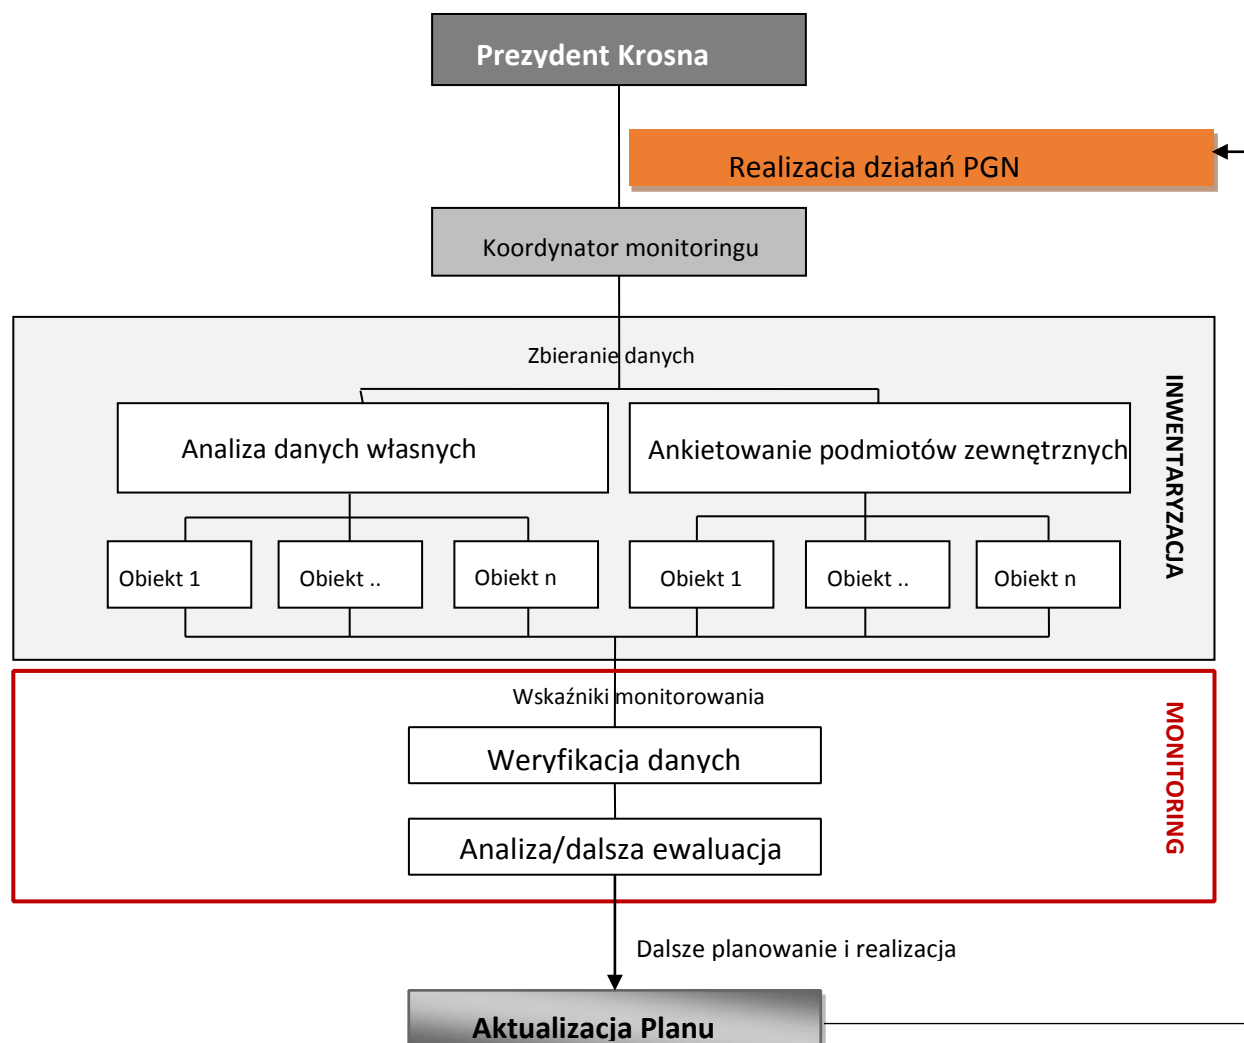 Prezydent Krosna
Realizacja działań PGN
Koordynator monitoringu
Zbieranie danych
INWENTARYZACJA
Analiza danych własnych
Ankietowanie podmiotów zewnętrznych
Obiekt 1
Obiekt ..
Obiekt n
Obiekt 1
Obiekt ..
Obiekt n
Wskaźniki monitorowania
MONITORING
Weryfikacja danych
Analiza/dalsza ewaluacja
Dalsze planowanie i realizacja
Aktualizacja Planu